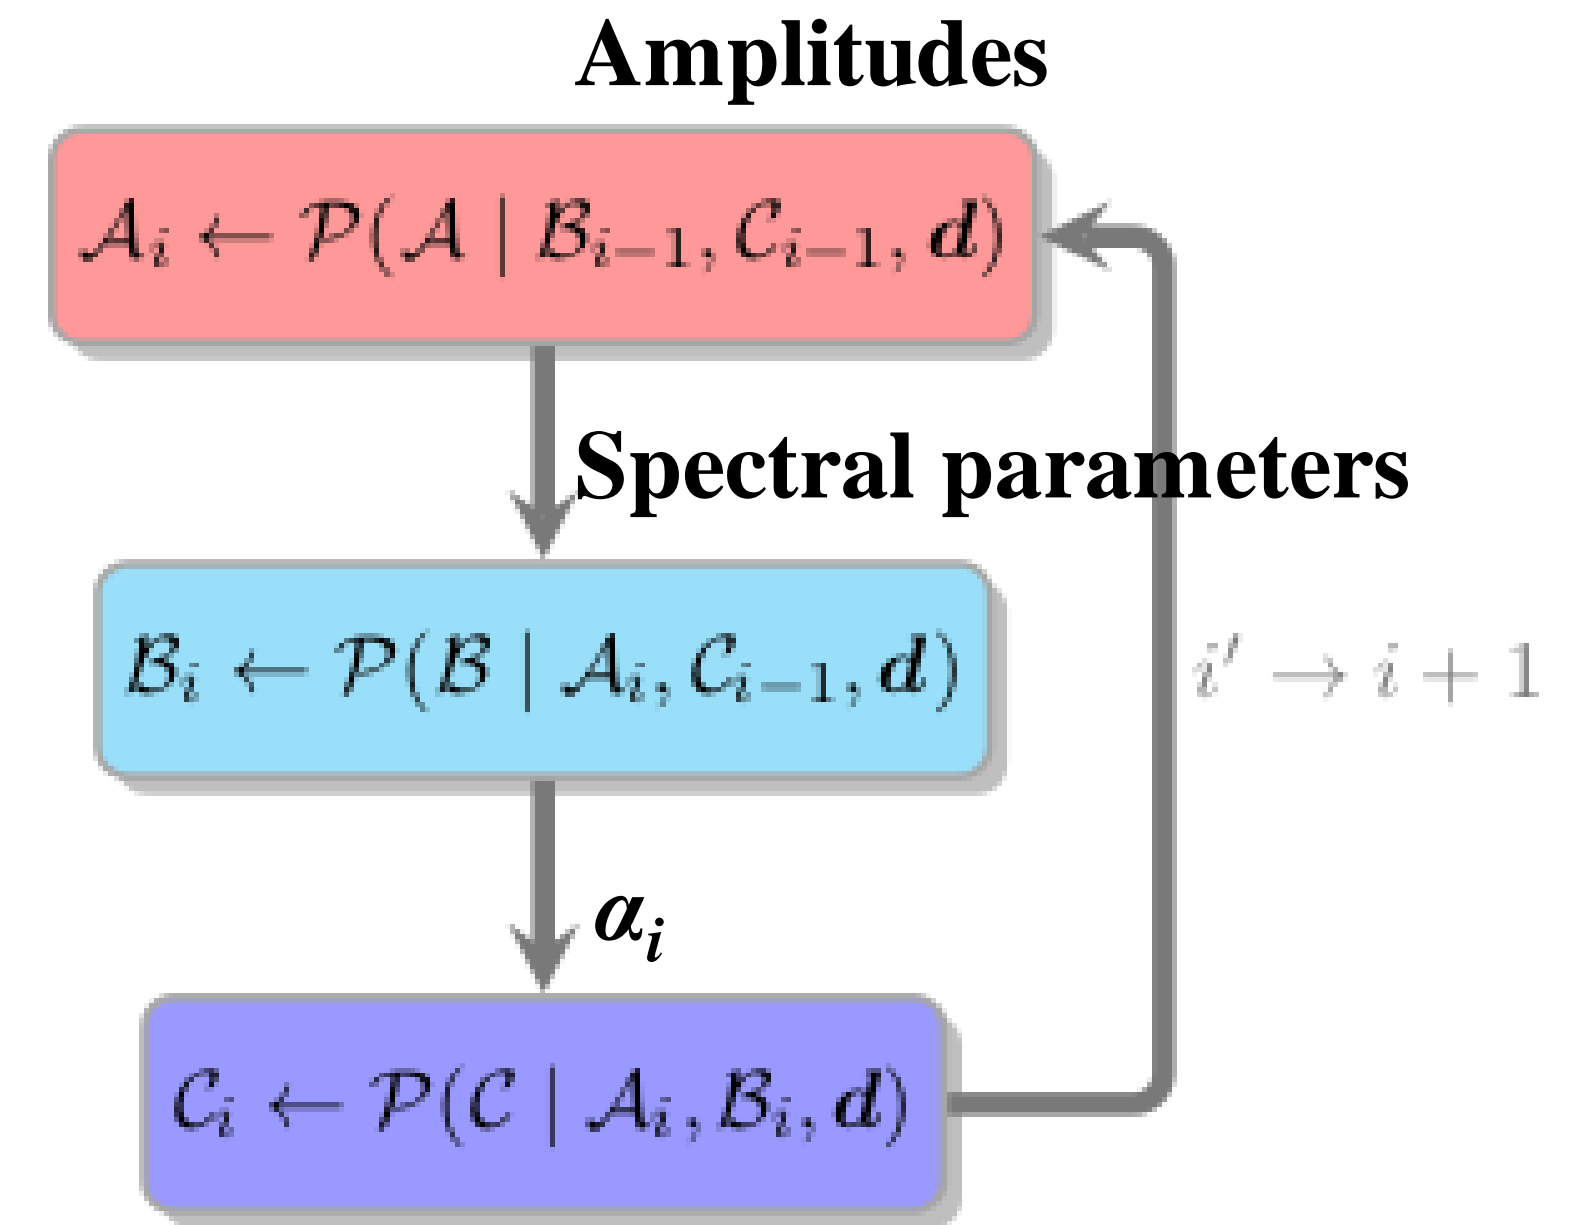 Amplitudes
𝒜ᵢ ← 𝒫(𝒜 | ℬᵢ₋₁, 𝒞ᵢ₋₁, 𝒅)
Spectral parameters
ℬᵢ ← 𝒫(ℬ | 𝒜ᵢ, 𝒞ᵢ₋₁, 𝒅)
i′ → i + 1
αᵢ
𝒞ᵢ ← 𝒫(𝒞 | 𝒜ᵢ, ℬᵢ, 𝒅)